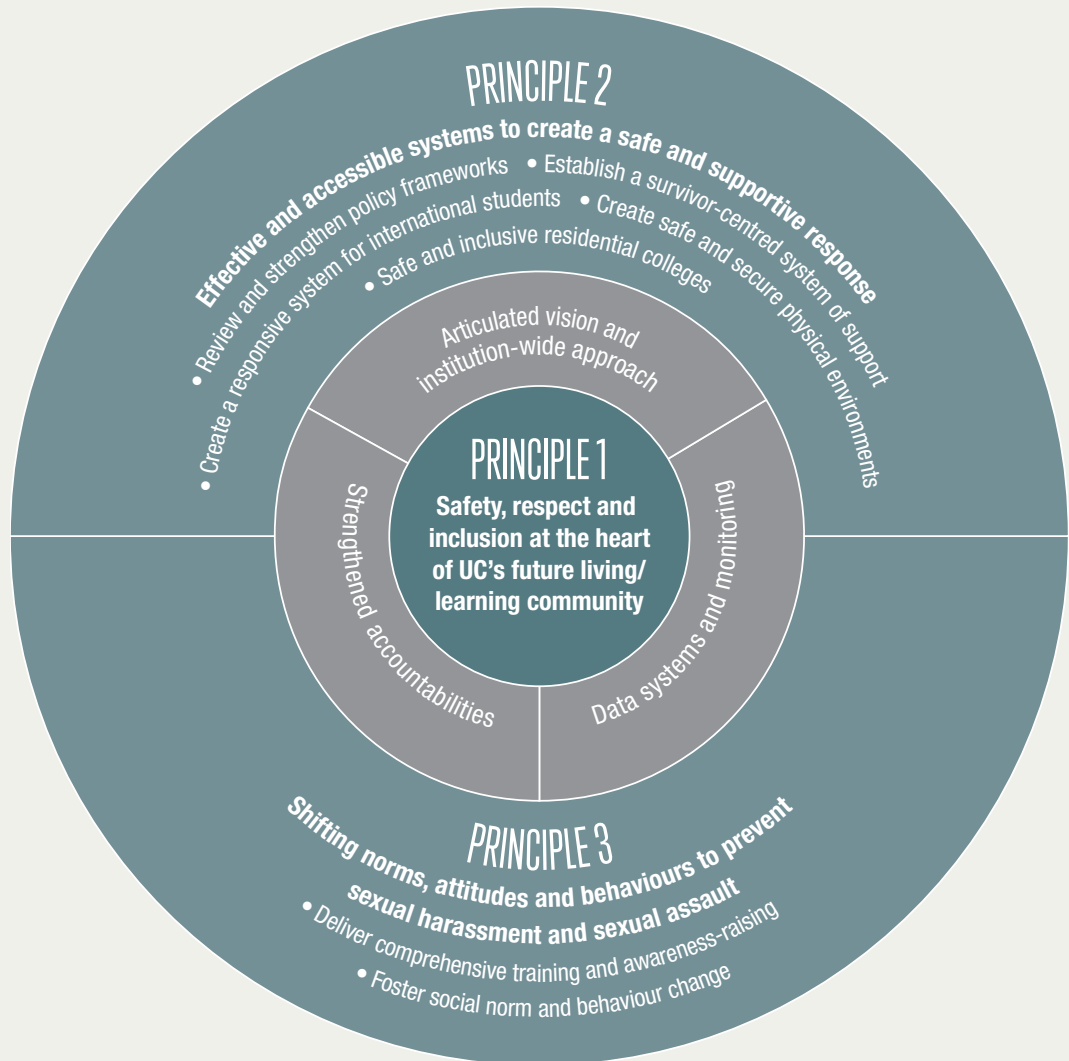 PRINCIPLE 2
Effective and accessible systems to create a safe and supportive response
• Review and strengthen policy frameworks • Establish a survivor-centred system of support
• Create a responsive system for international students • Create safe and secure physical environments
• Safe and inclusive residential colleges
Articulated vision and
institution-wide approach
PRINCIPLE 1
Safety, respect and
inclusion at the heart
of UC's future living/
learning community
Strengthened accountabilities
Data systems and monitoring
PRINCIPLE 3
Shifting norms, attitudes and behaviours to prevent
sexual harassment and sexual assault
• Deliver comprehensive training and awareness-raising
• Foster social norm and behaviour change